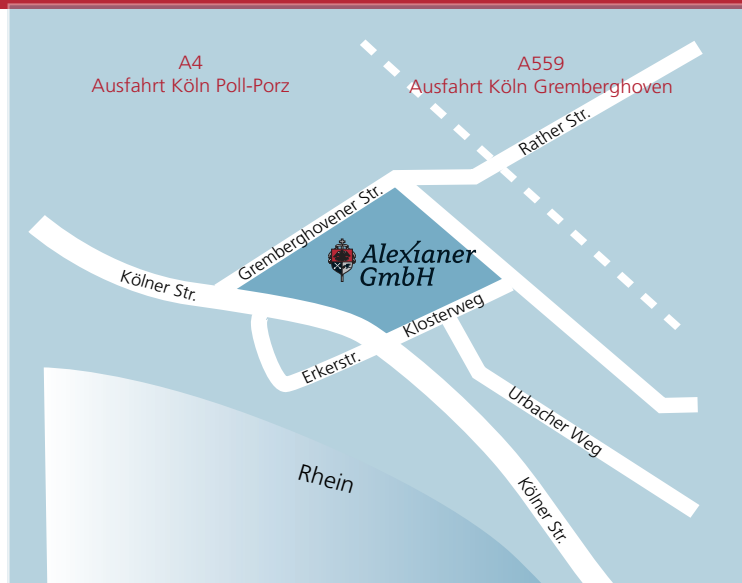 A4
Ausfahrt Köln Poll-Porz
A559
Ausfahrt Köln Gremberghoven
Rather Str.
Gremberghovener Str.
Alexianer
GmbH
Kölner Str.
Klosterweg
Erkerstr.
Urbacher Weg
Rhein
Kölner Str.